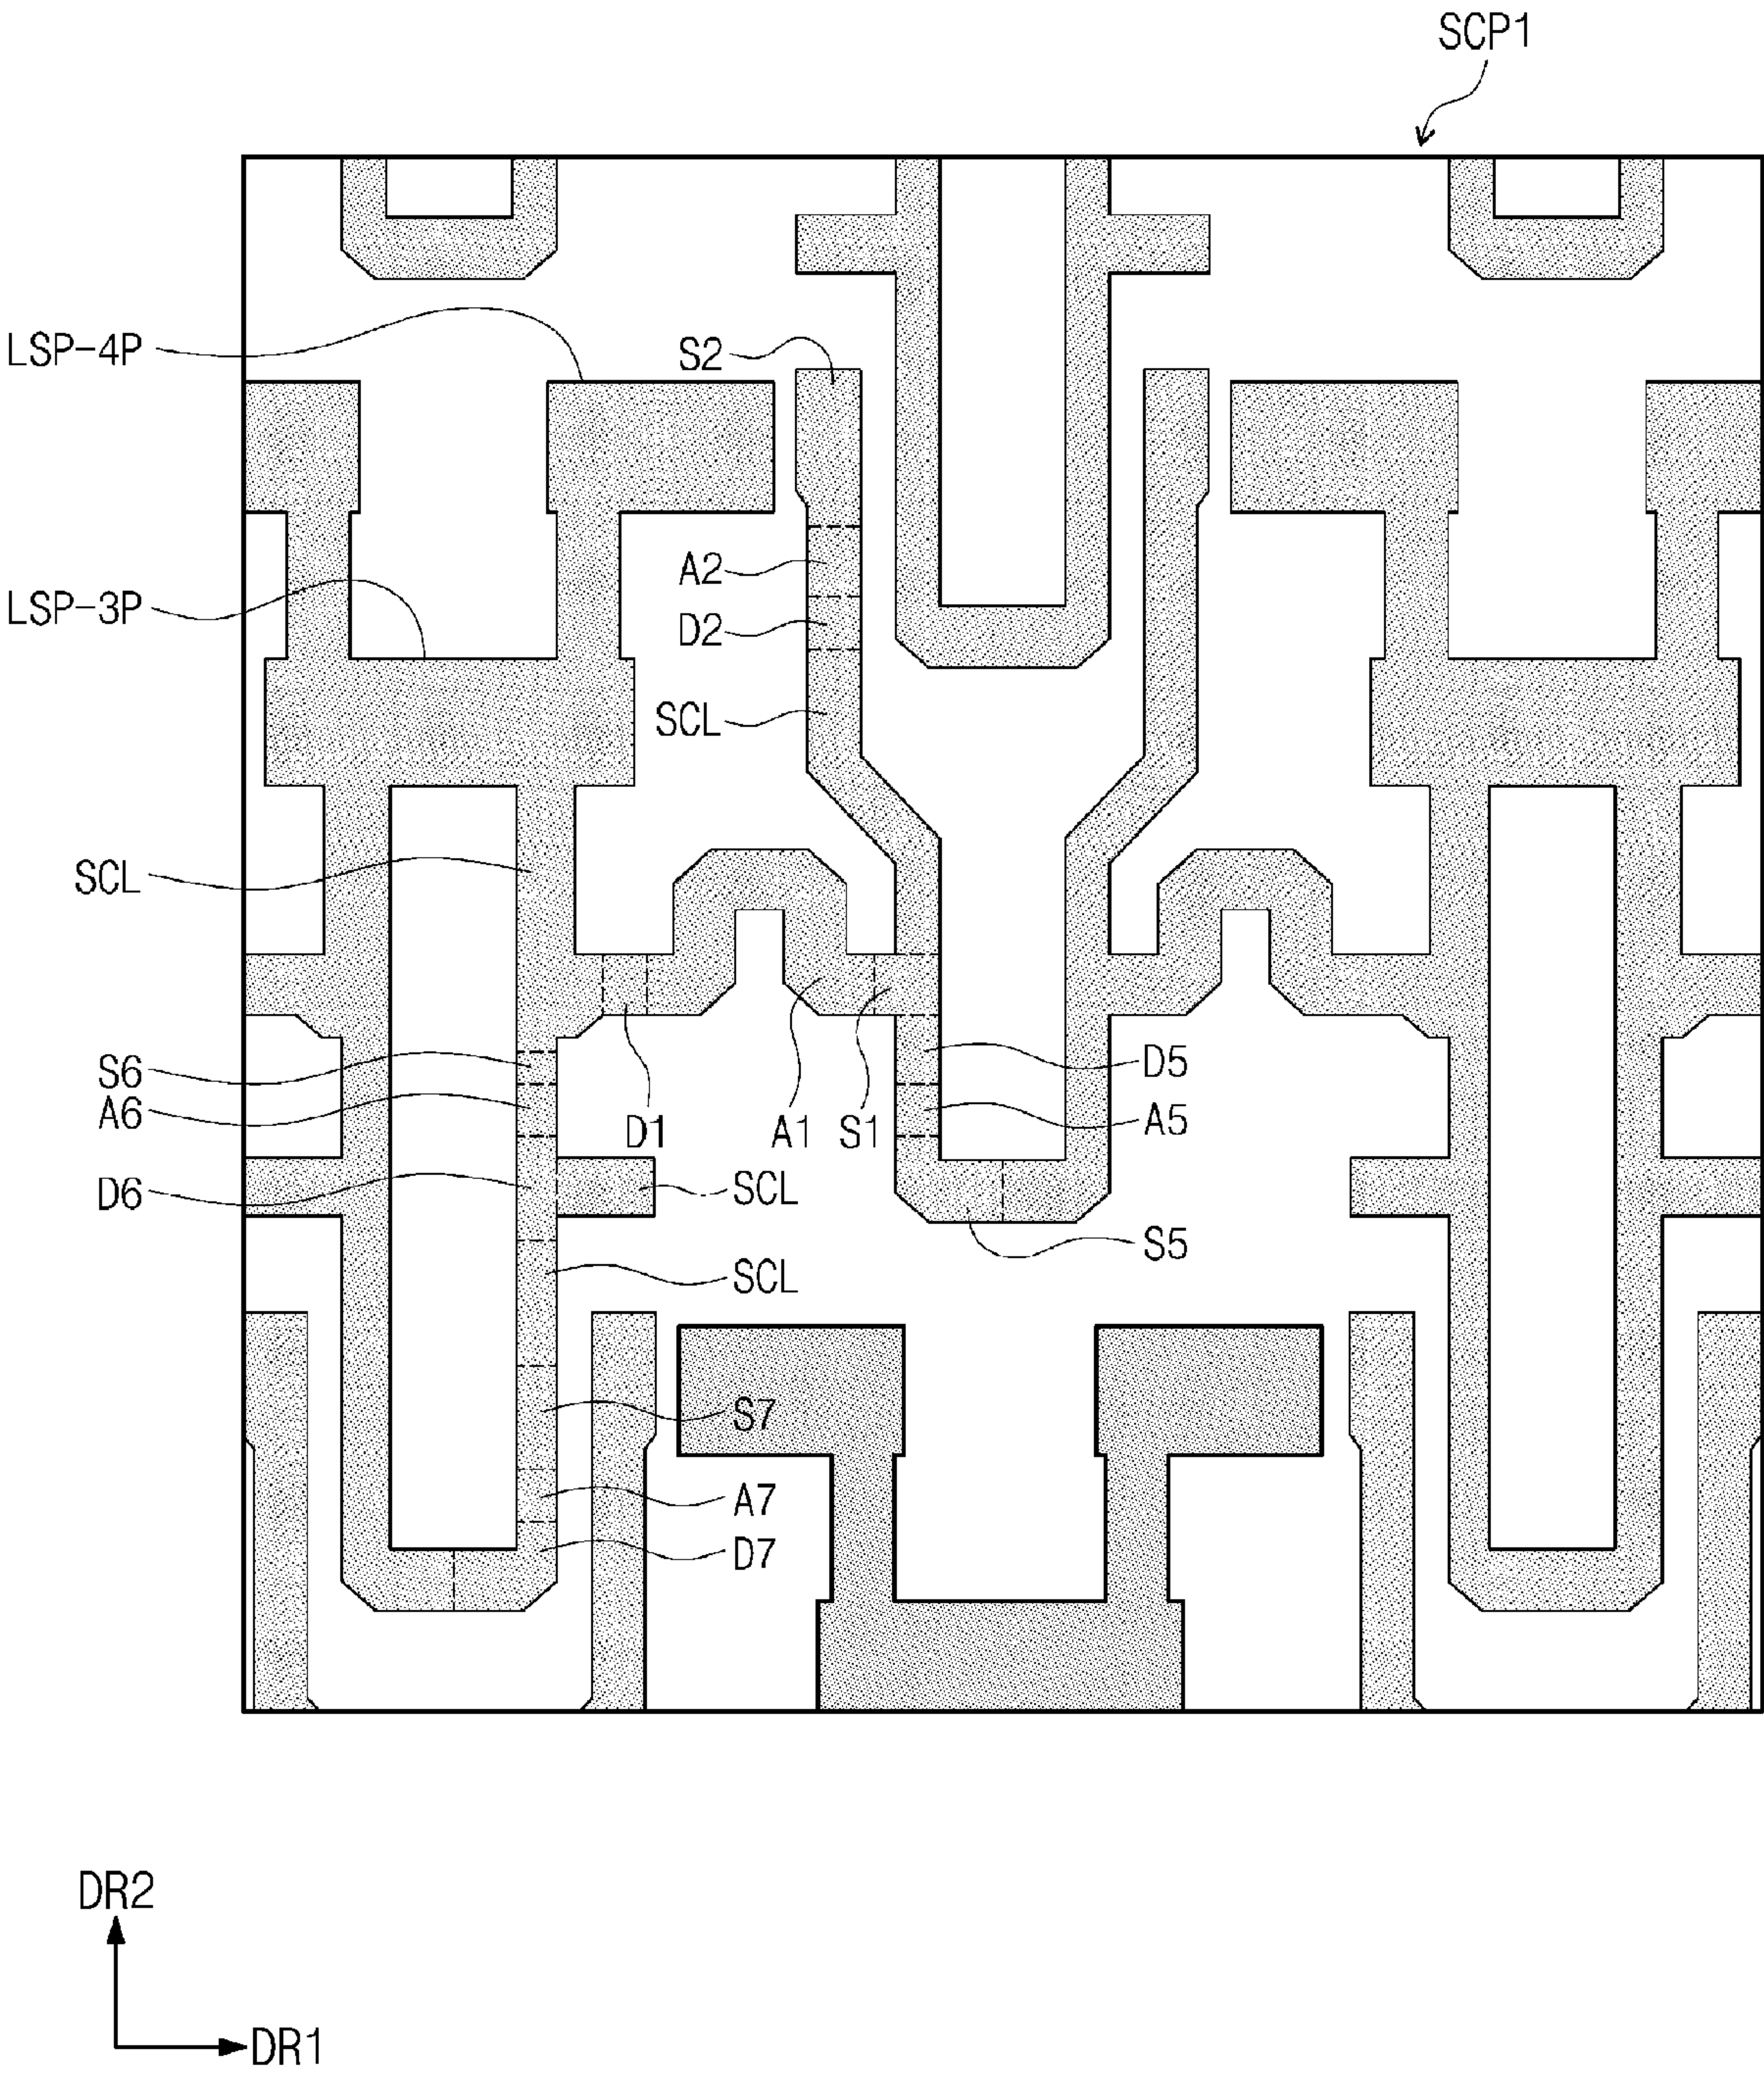 SCP1
LSP-4P
S2
A2
LSP-3P
D2
SCL
SCL
S6
D5
A6
D1
A1
S1
A5
D6
SCL
S5
SCL
S7
A7
D7
DR2
DR1